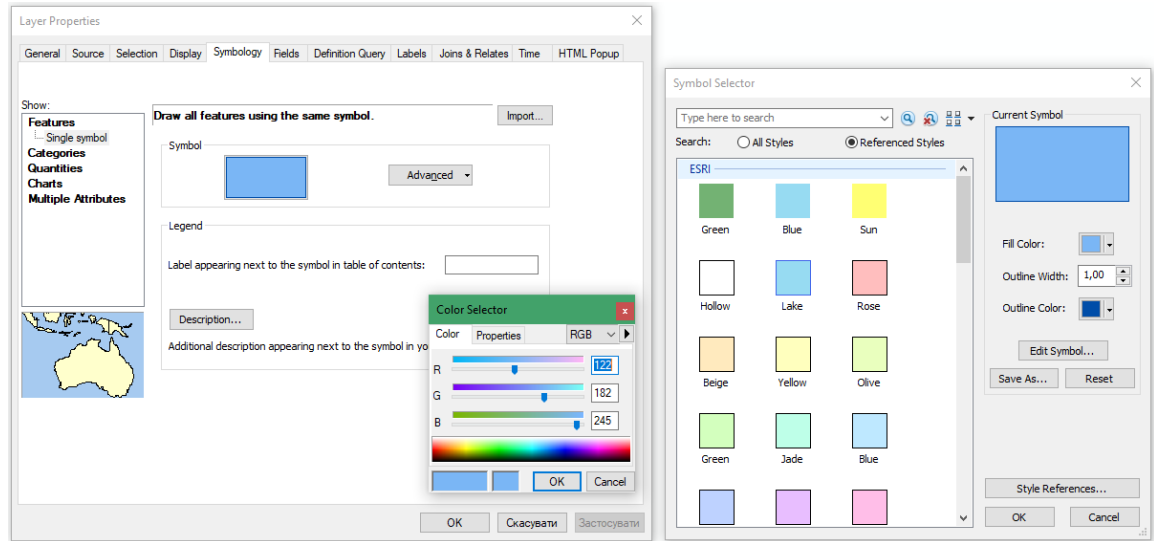 Layer Properties
General Source Selection Display Symbology Fields Definition Query Labels Joins & Relates Time HTML Popup
Show:
Features
Single symbol
Categories
Quantities
Charts
Multiple Attributes
Draw all features using the same symbol.
Import...
Symbol
Advanced
Legend
Label appearing next to the symbol in table of contents:
Description...
Additional description appearing next to the symbol in yo
OK Скасувати Застосувати
Color Selector
x
Color Properties RGB
R 122
G 182
B 245
OK Cancel
Symbol Selector
Type here to search
Search: All Styles Referenced Styles
ESRI
Green Blue Sun
Hollow Lake Rose
Beige Yellow Olive
Green Jade Blue
Current Symbol
Fill Color:
Outline Width: 1,00
Outline Color:
Edit Symbol...
Save As... Reset
Style References...
OK Cancel